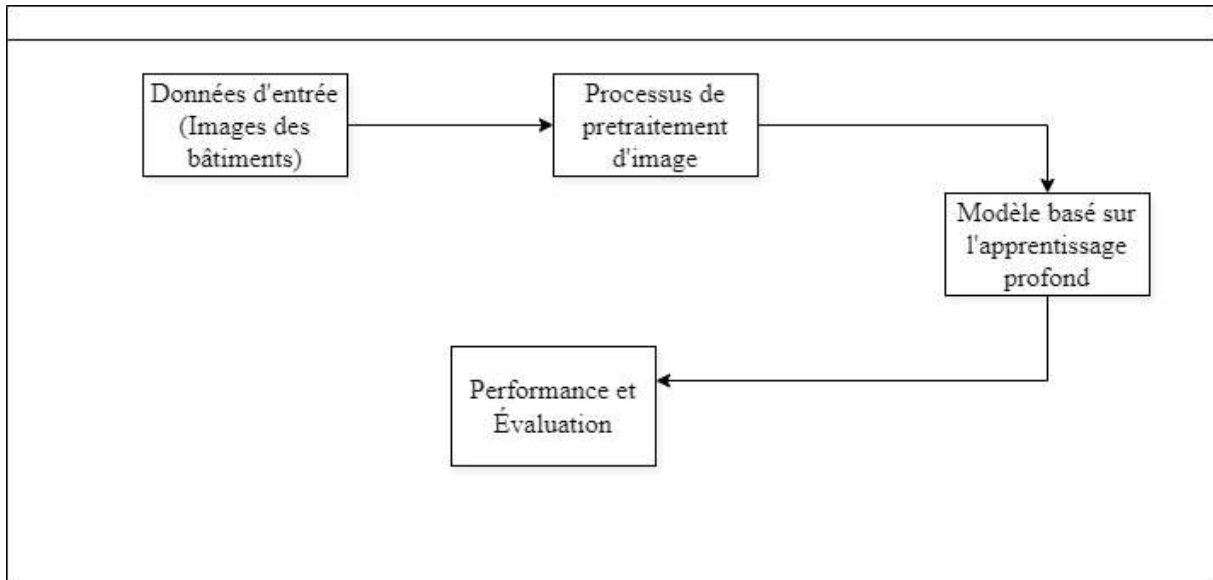 Données d'entrée
(Images des
bâtiments)
Processus de
pretraitement
d'image
Modèle basé sur
l'apprentissage
profond
Performance et
Évaluation